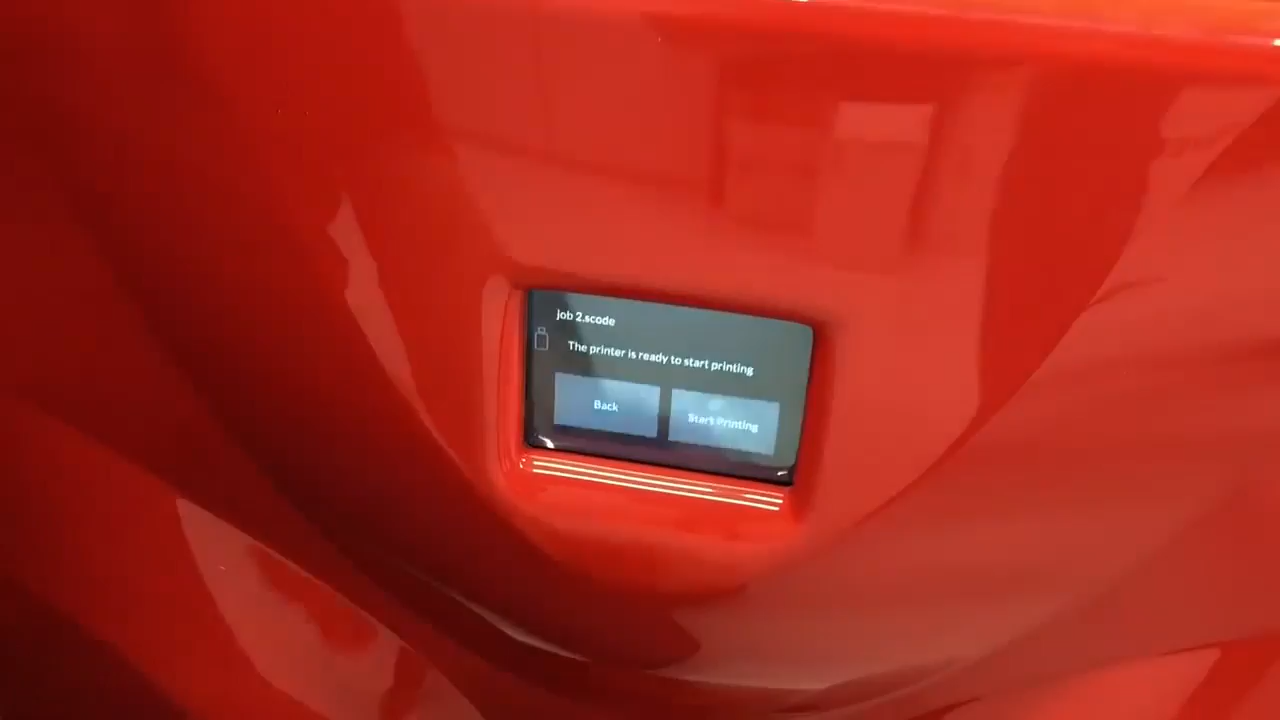 job 2.scode
The printer is ready to start printing
Back
Start Printing